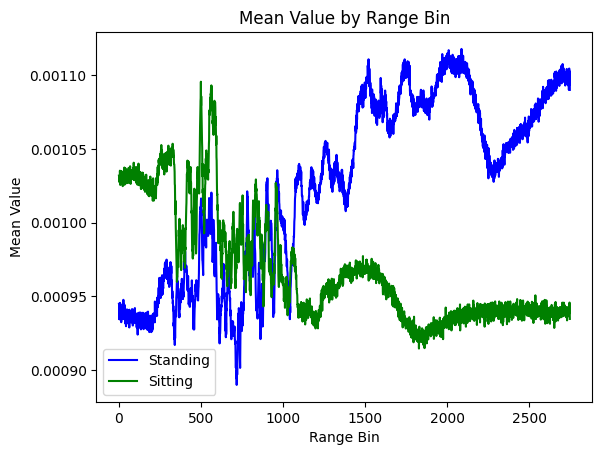 Mean Value by Range Bin
Mean Value
0.00110
0.00105
0.00100
0.00095
0.00090
Standing
Sitting
0 500 1000 1500 2000 2500
Range Bin